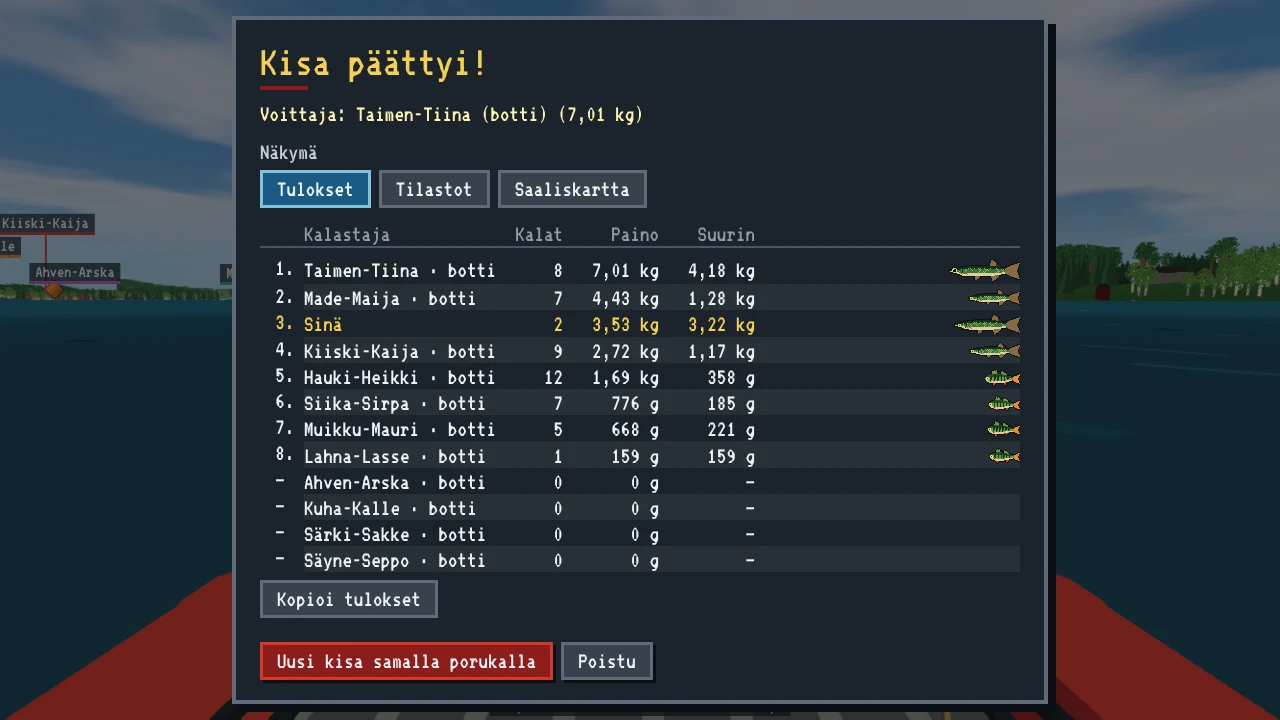 Kisa päättyi!
Voittaja: Taimen-Tiina (botti) (7,01 kg)
Näkymä
Tulokset Tilastot Saaliskartta
Kiiski-Kaija
le
Ahven-Arska
M
Kalastaja Kalat Paino Suurin
1. Taimen-Tiina · botti 8 7,01 kg 4,18 kg
2. Made-Maija · botti 7 4,43 kg 1,28 kg
3. Sinä 2 3,53 kg 3,22 kg
4. Kiiski-Kaija · botti 9 2,72 kg 1,17 kg
5. Hauki-Heikki · botti 12 1,69 kg 358 g
6. Siika-Sirpa · botti 7 776 g 185 g
7. Muikku-Mauri · botti 5 668 g 221 g
8. Lahna-Lasse · botti 1 159 g 159 g
– Ahven-Arska · botti 0 0 g –
– Kuha-Kalle · botti 0 0 g –
– Särki-Sakke · botti 0 0 g –
– Säyne-Seppo · botti 0 0 g –
Kopioi tulokset
Uusi kisa samalla porukalla Poistu